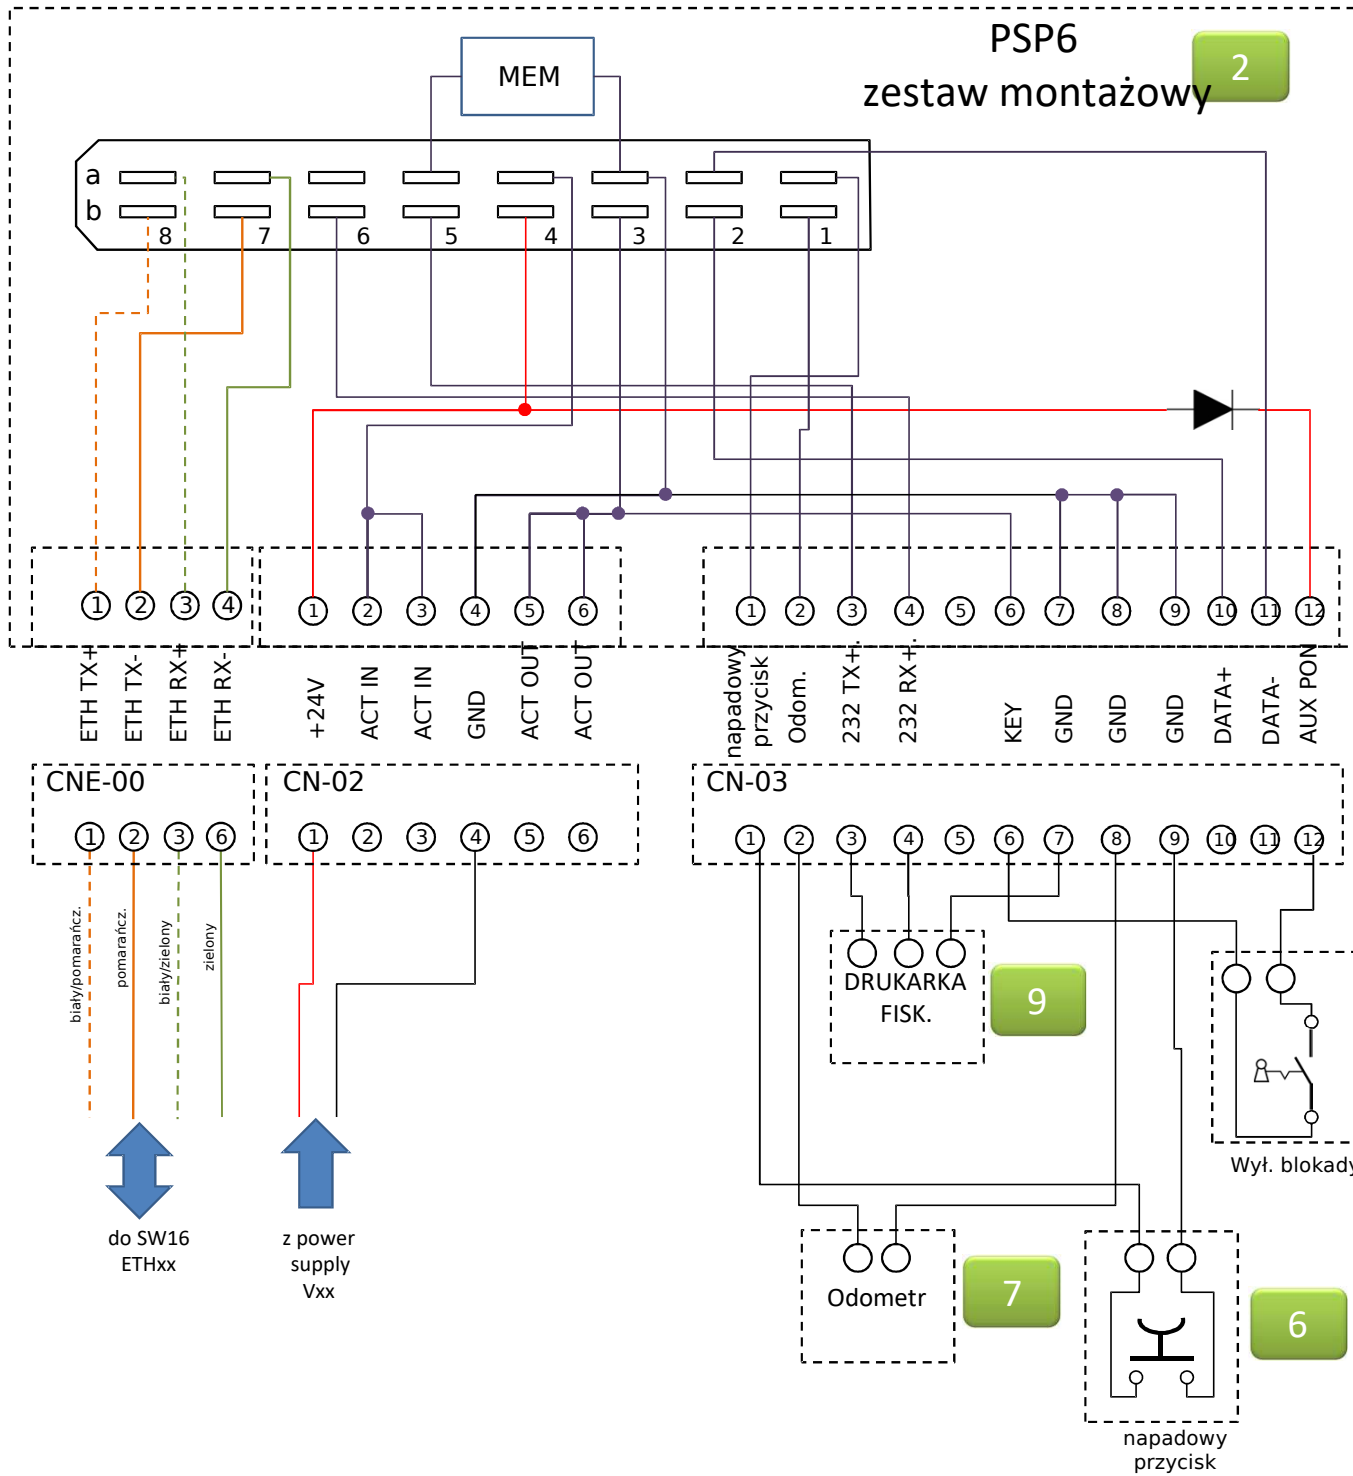 PSP6
zestaw montażowy
2
MEM
a
b
8 7 6 5 4 3 2 1
1 2 3 4
1 2 3 4 5 6
1 2 3 4 5 6 7 8 9 10 11 12
ETH TX+
ETH TX-
ETH RX+
ETH RX-
+24V
ACT IN
ACT IN
GND
ACT OUT
ACT OUT
napadowy
przycisk
Odom.
232 TX+.
232 RX+.
KEY
GND
GND
GND
DATA+
DATA-
AUX PON
CNE-00
1 2 3 6
CN-02
1 2 3 4 5 6
CN-03
1 2 3 4 5 6 7 8 9 10 11 12
biały/pomarańcz.
pomarańcz.
biały/zielony
zielony
DRUKARKA
FISK.
9
Wył. blokady
do SW16
ETHxx
z power
supply
Vxx
Odometr
7
6
napadowy
przycisk